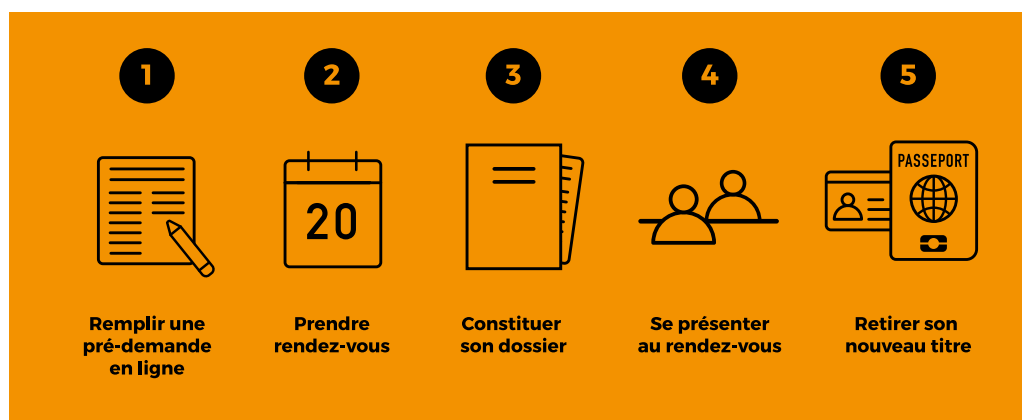 1
2
3
4
5
20
PASSEPORT
Remplir une
pré-demande
en ligne
Prendre
rendez-vous
Constituer
son dossier
Se présenter
au rendez-vous
Retirer son
nouveau titre